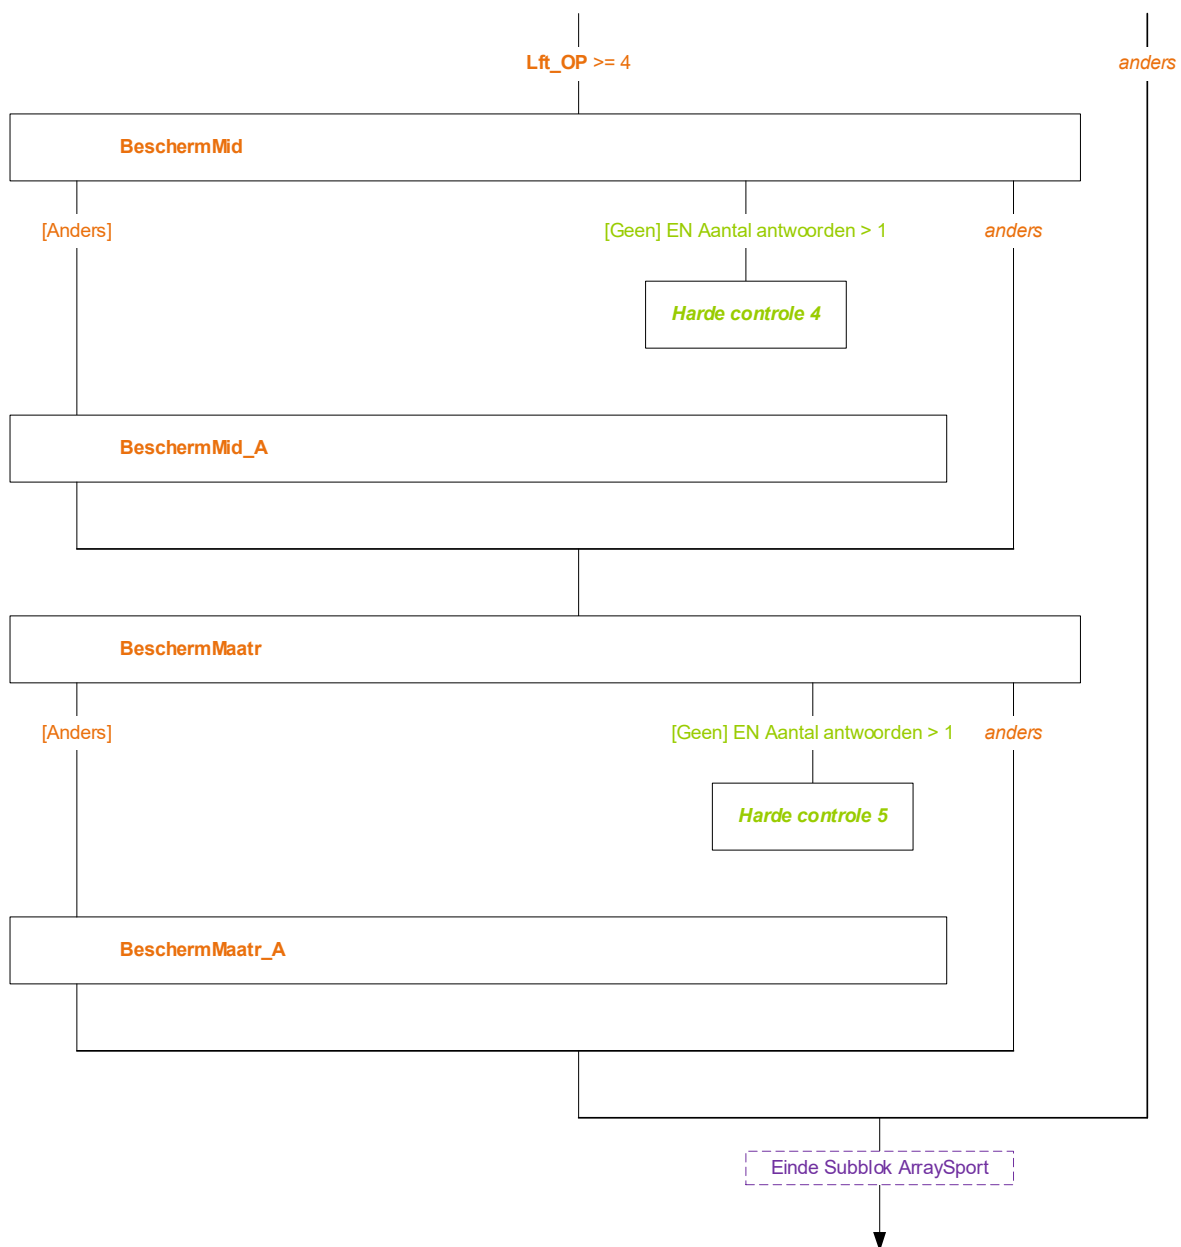 Lft_OP >= 4
anders
BeschermMid
[Anders]
[Geen] EN Aantal antwoorden > 1
anders
Harde controle 4
BeschermMid_A
BeschermMaatr
[Anders]
[Geen] EN Aantal antwoorden > 1
anders
Harde controle 5
BeschermMaatr_A
Einde Subblok ArraySport